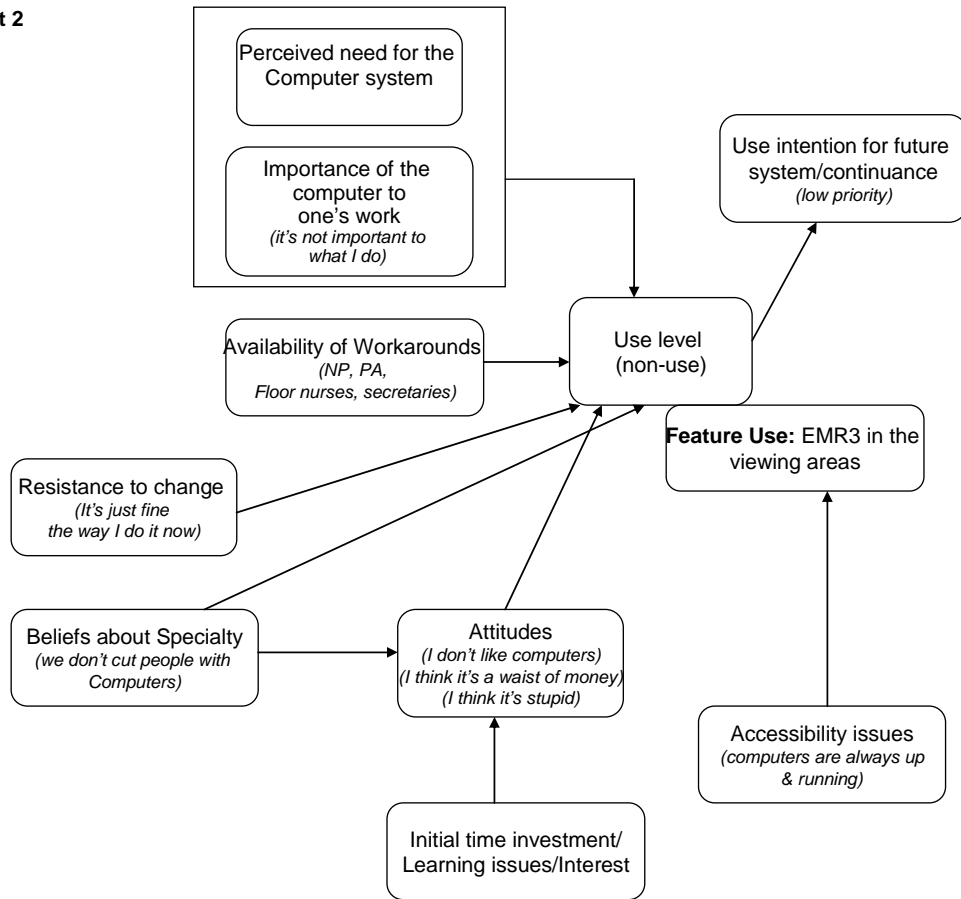 t 2
Perceived need for the
Computer system
Importance of the
computer to
one's work
(it's not important to
what I do)
Use intention for future
system/continuance
(low priority)
Availability of Workarounds
(NP, PA,
Floor nurses, secretaries)
Use level
(non-use)
Feature Use: EMR3 in the
viewing areas
Resistance to change
(It's just fine
the way I do it now)
Beliefs about Specialty
(we don't cut people with
Computers)
Attitudes
(I don't like computers)
(I think it's a waist of money)
(I think it's stupid)
Accessibility issues
(computers are always up
& running)
Initial time investment/
Learning issues/Interest